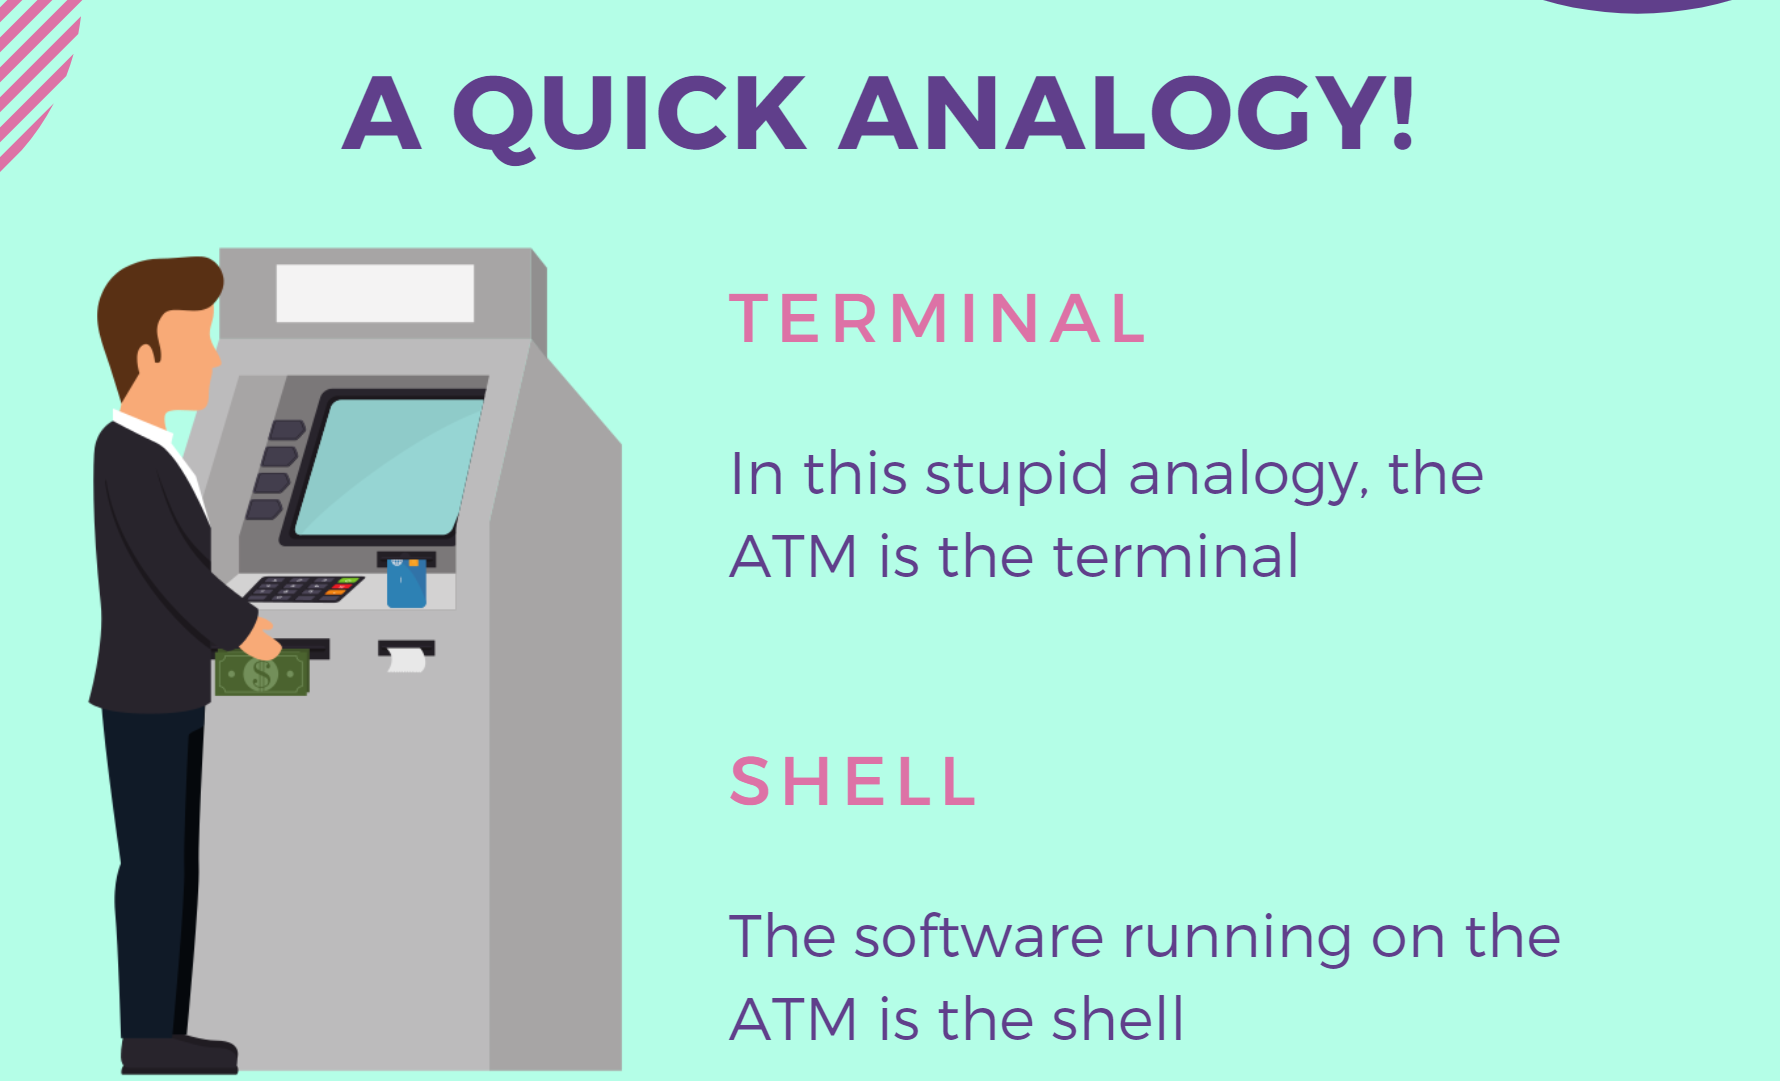 A QUICK ANALOGY!
TERMINAL
In this stupid analogy, the
ATM is the terminal
SHELL
The software running on the
ATM is the shell